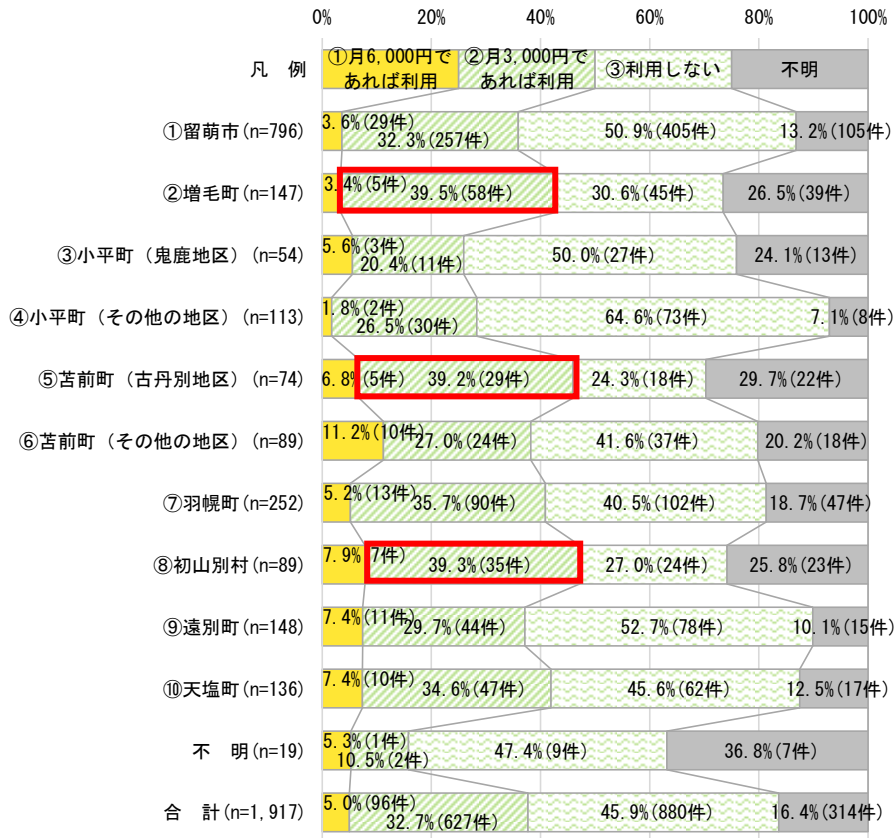 0% 20% 40% 60% 80% 100%
凡 例 ①月6,000円で ②月3,000円で ③利用しない 不明
あれば利用 あれば利用
①留萌市(n=796) 3.6%(29件) 32.3%(257件) 50.9%(405件) 13.2%(105件)
②増毛町(n=147) 3.4%(5件) 39.5%(58件) 30.6%(45件) 26.5%(39件)
③小平町(鬼鹿地区)(n=54) 5.6%(3件) 20.4%(11件) 50.0%(27件) 24.1%(13件)
④小平町(その他の地区)(n=113) 1.8%(2件) 26.5%(30件) 64.6%(73件) 7.1%(8件)
⑤苫前町(古丹別地区)(n=74) 6.8%(5件) 39.2%(29件) 24.3%(18件) 29.7%(22件)
⑥苫前町(その他の地区)(n=89) 11.2%(10件) 27.0%(24件) 41.6%(37件) 20.2%(18件)
⑦羽幌町(n=252) 5.2%(13件) 35.7%(90件) 40.5%(102件) 18.7%(47件)
⑧初山別村(n=89) 7.9%(7件) 39.3%(35件) 27.0%(24件) 25.8%(23件)
⑨遠別町(n=148) 7.4%(11件) 29.7%(44件) 52.7%(78件) 10.1%(15件)
⑩天塩町(n=136) 7.4%(10件) 34.6%(47件) 45.6%(62件) 12.5%(17件)
不 明(n=19) 5.3%(1件) 10.5%(2件) 47.4%(9件) 36.8%(7件)
合 計(n=1,917) 5.0%(96件) 32.7%(627件) 45.9%(880件) 16.4%(314件)